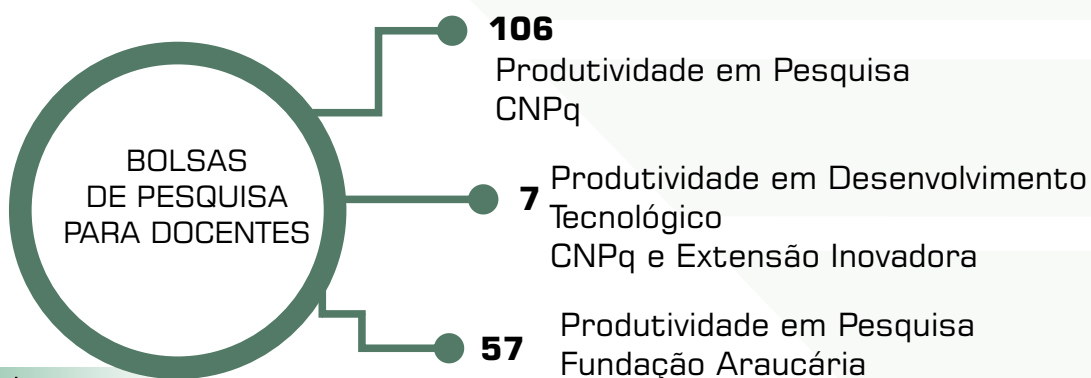 BOLSAS
DE PESQUISA
PARA DOCENTES
106
Produtividade em Pesquisa
CNPq
7 Produtividade em Desenvolvimento
Tecnológico
CNPq e Extensão Inovadora
57 Produtividade em Pesquisa
Fundação Araucária